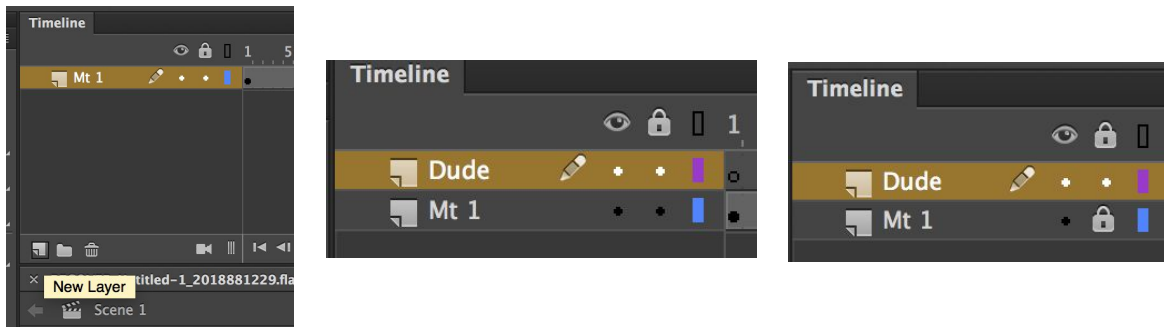 Timeline
1 5
Mt 1
titled-1_2018881229.fla
New Layer
Scene 1
Timeline
1
Dude
Mt 1
Timeline
Dude
Mt 1